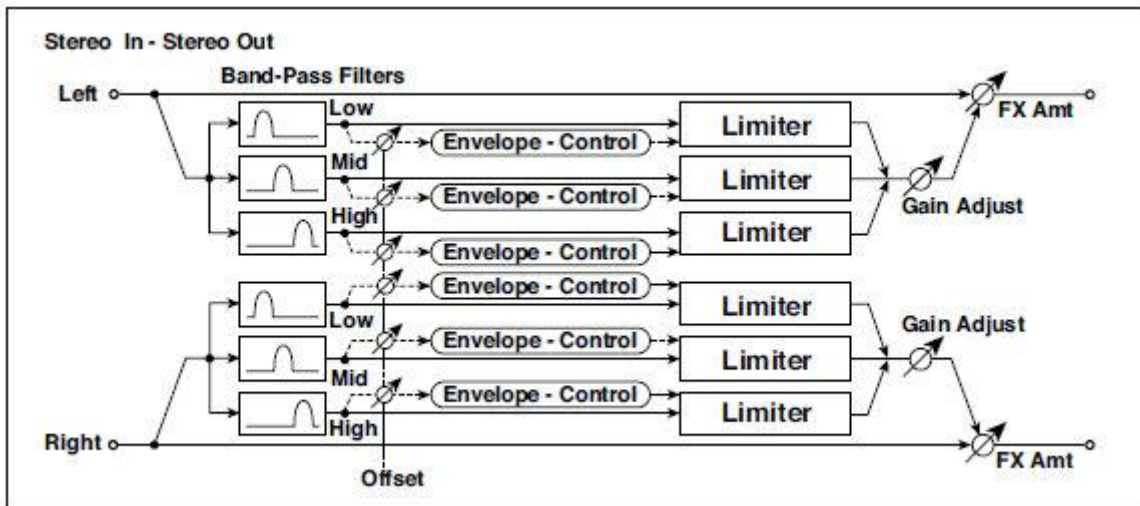 Stereo In - Stereo Out
Band-Pass Filters
Left
Low
FX Amt
Envelope - Control
Limiter
Mid
Envelope - Control
Limiter
Gain Adjust
High
Envelope - Control
Limiter
Envelope - Control
Limiter
Low
Gain Adjust
Envelope - Control
Limiter
Mid
Envelope - Control
Limiter
High
Right
FX Amt
Offset